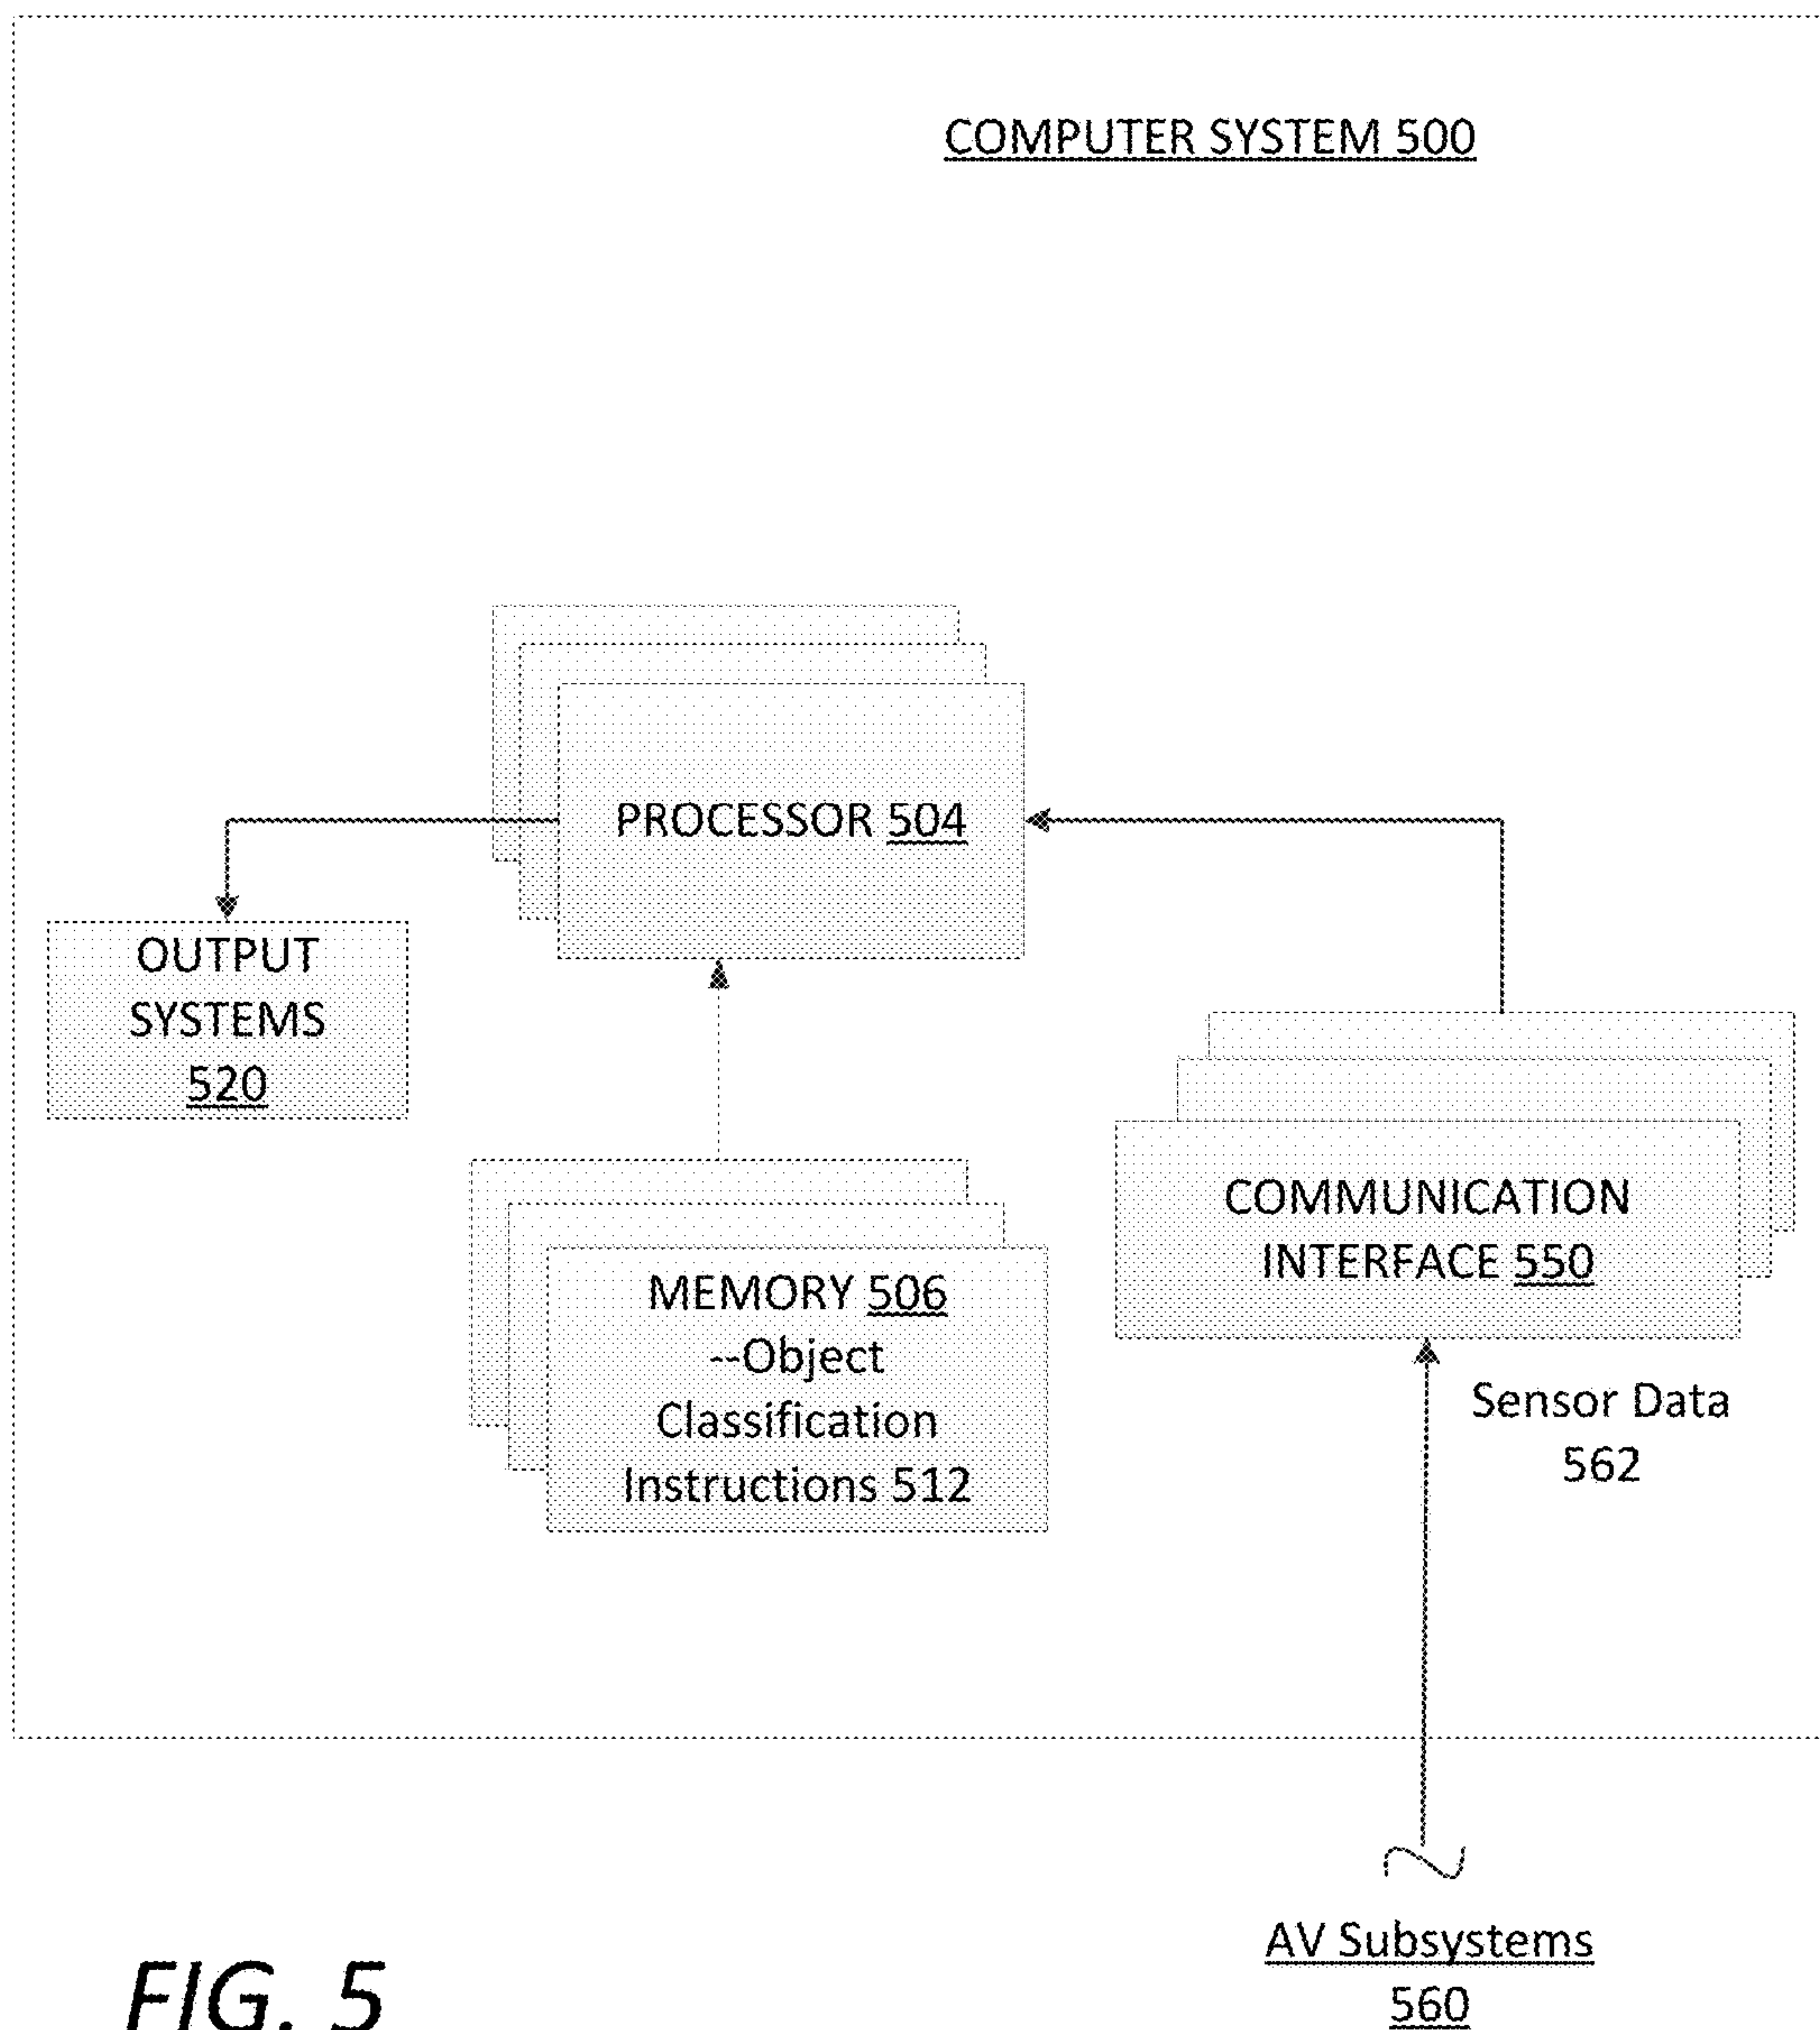 COMPUTER SYSTEM 500
PROCESSOR 504
OUTPUT
SYSTEMS
520
COMMUNICATION
INTERFACE 550
MEMORY 506
--Object
Classification
Instructions 512
Sensor Data
562
AV Subsystems
560
FIG. 5